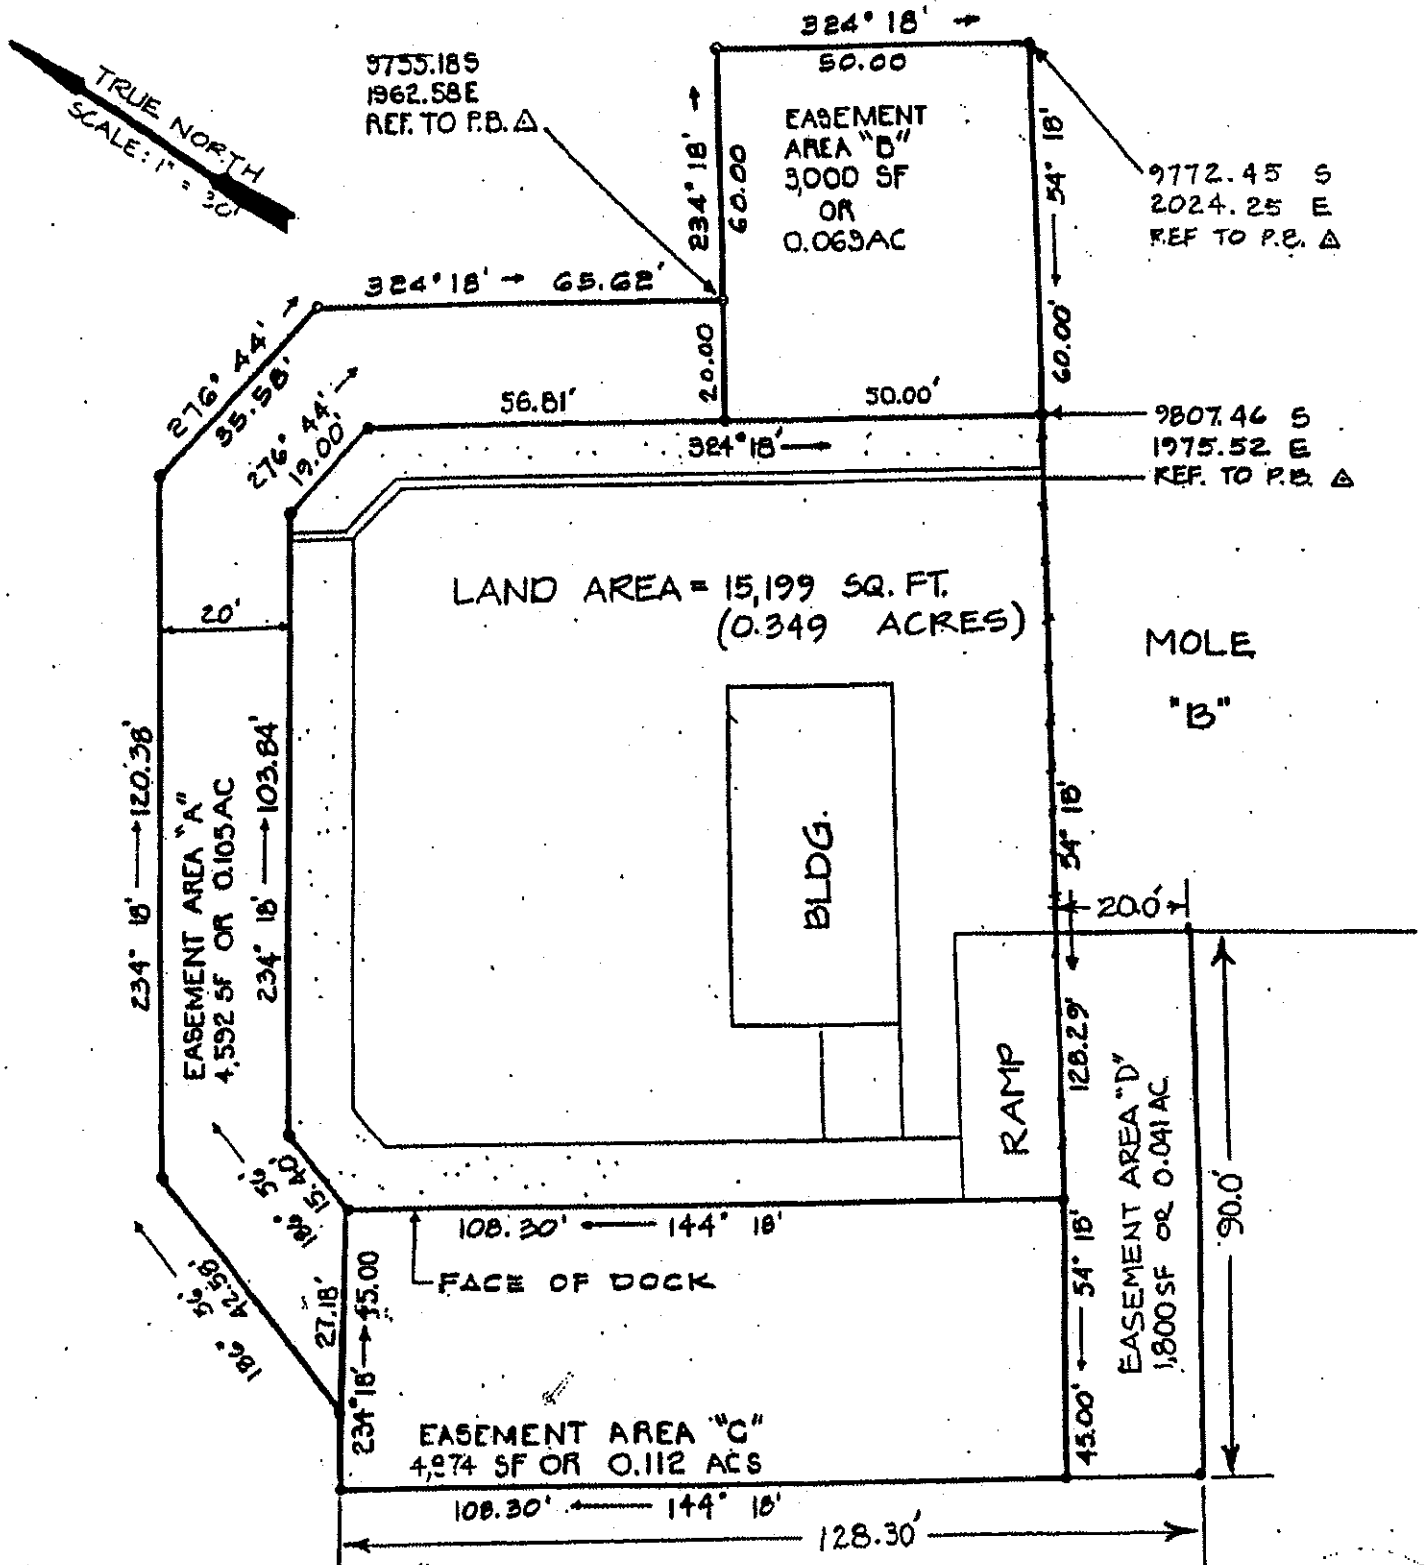 324° 18' →
50.00
9755.18S
1962.58E
REF. TO P.B. △
TRUE NORTH
SCALE: 1" = 30'
234° 18' →
60.00
EASEMENT
AREA "B"
3,000 SF
OR
0.069AC
54° 18'
60.00'
9772.45 S
2024.25 E
REF TO P.B. △
324° 18' → 65.62'
276° 44'
35.58'
276° 44'
19.00'
20.00
56.81'
50.00'
324° 18' →
9807.46 S
1975.52 E
REF. TO P.B. △
LAND AREA = 15,199 SQ. FT.
(0.349 ACRES)
20'
MOLE
"B"
234° 18' → 120.38'
EASEMENT AREA "A"
4,592 SF OR 0.105AC
234° 18' → 103.84'
BLDG.
54° 18'
20.0'
128.29'
RAMP
EASEMENT AREA "D"
1,800 SF OR 0.041 AC.
90.0'
186° 56'
15.40'
186° 56'
42.58'
108.30' ← 144° 18'
FACE OF DOCK
27.18'
234° 18' → 45.00
45.00' ← 54° 18'
EASEMENT AREA "C"
SF OR 0.112 ACS
108.30' ← 144° 18'
128.30'